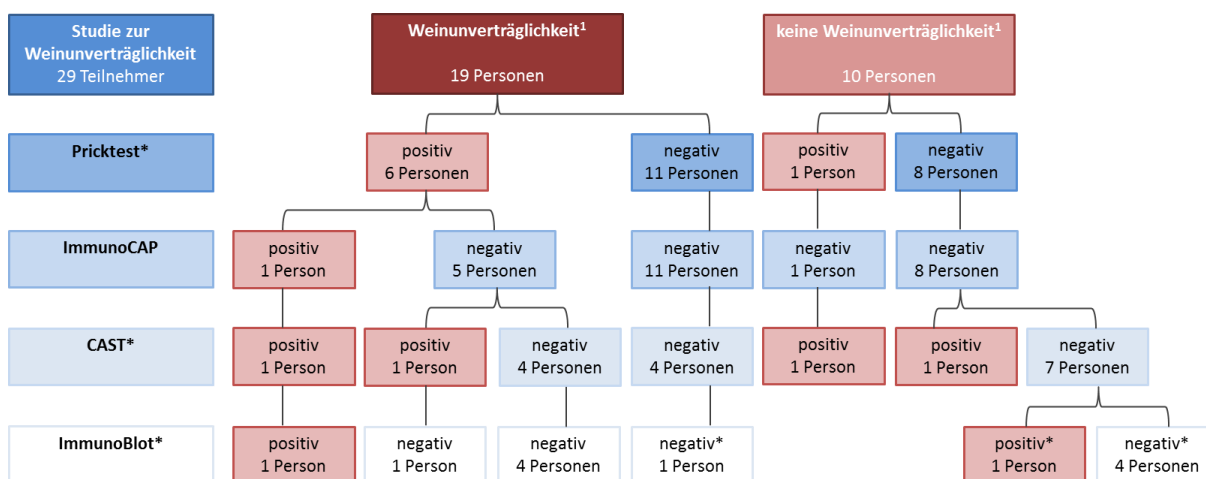 Studie zur
Weinunverträglichkeit
29 Teilnehmer
Weinunverträglichkeit¹
19 Personen
keine Weinunverträglichkeit¹
10 Personen
Pricktest*
positiv
6 Personen
negativ
11 Personen
positiv
1 Person
negativ
8 Personen
ImmunoCAP
positiv
1 Person
negativ
5 Personen
negativ
11 Personen
negativ
1 Person
negativ
8 Personen
CAST*
positiv
1 Person
positiv
1 Person
negativ
4 Personen
negativ
4 Personen
positiv
1 Person
positiv
1 Person
negativ
7 Personen
ImmunoBlot*
positiv
1 Person
negativ
1 Person
negativ
4 Personen
negativ*
1 Person
positiv*
1 Person
negativ*
4 Personen